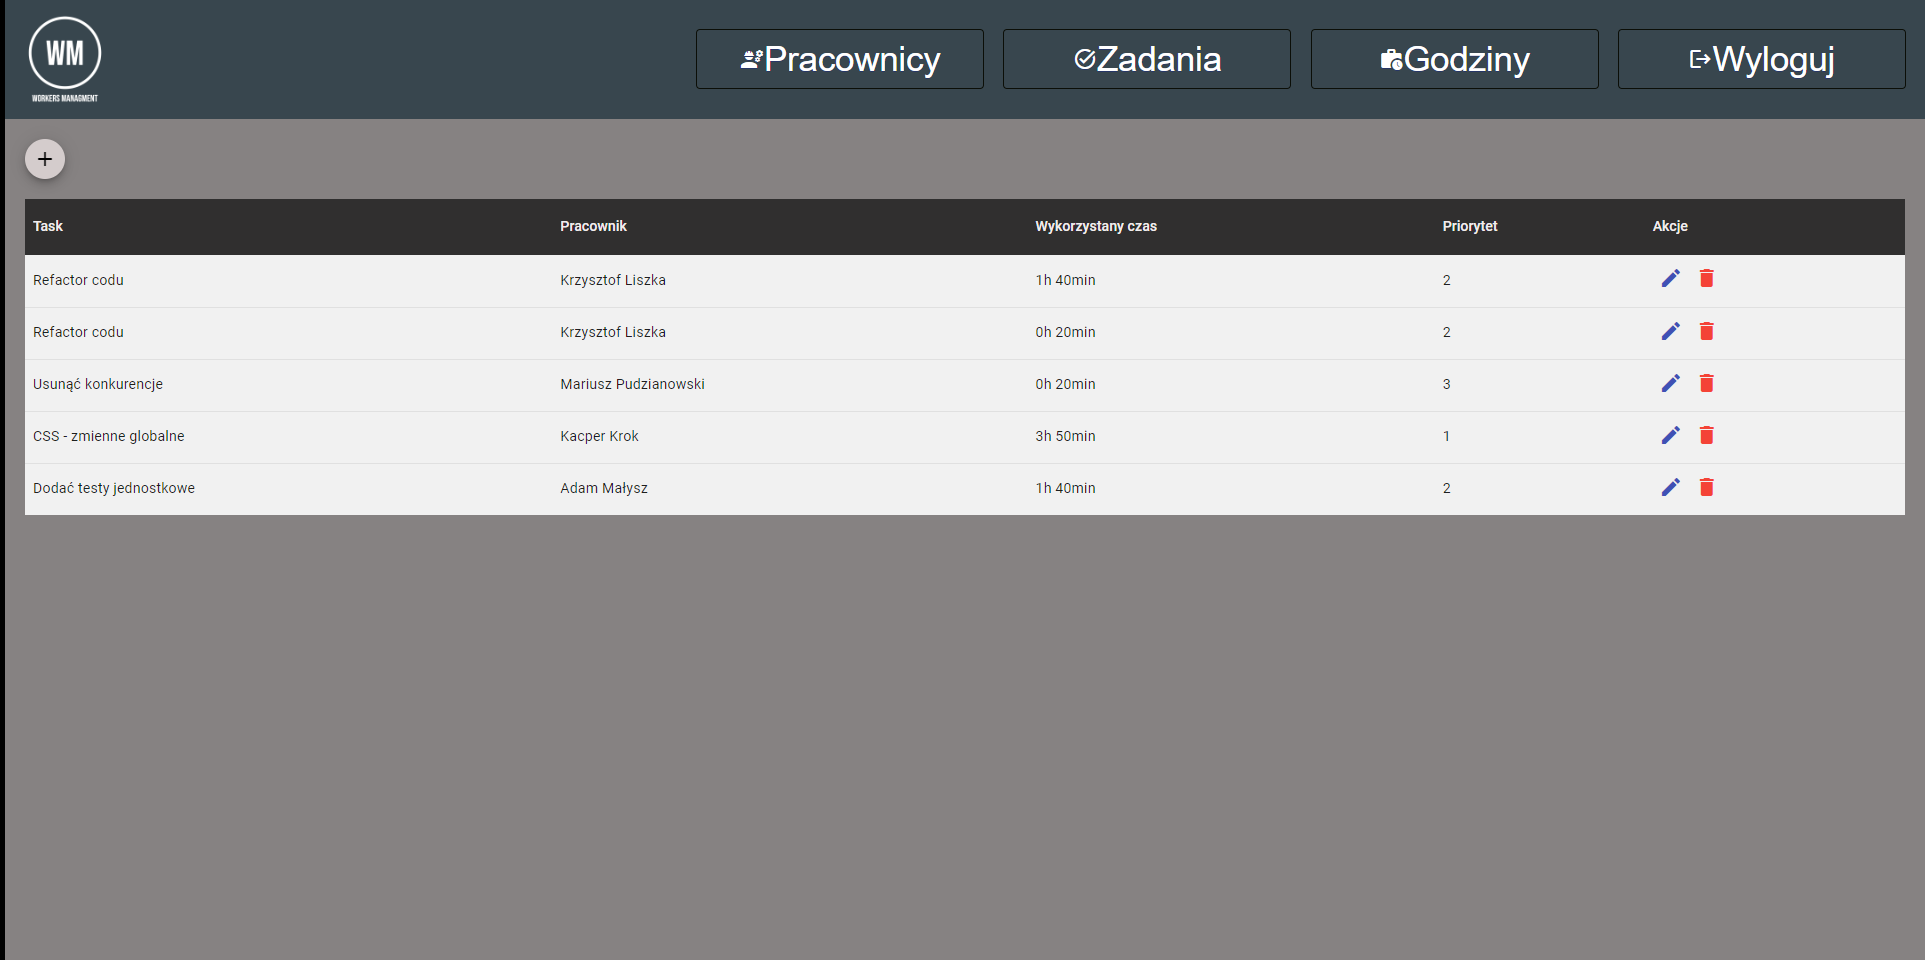 WM
WORKERS MANAGMENT
Pracownicy Zadania Godziny Wyloguj
Task Pracownik Wykorzystany czas Priorytet Akcje
Refactor codu Krzysztof Liszka 1h 40min 2
Refactor codu Krzysztof Liszka 0h 20min 2
Usunąć konkurencje Mariusz Pudzianowski 0h 20min 3
CSS - zmienne globalne Kacper Krok 3h 50min 1
Dodać testy jednostkowe Adam Małysz 1h 40min 2